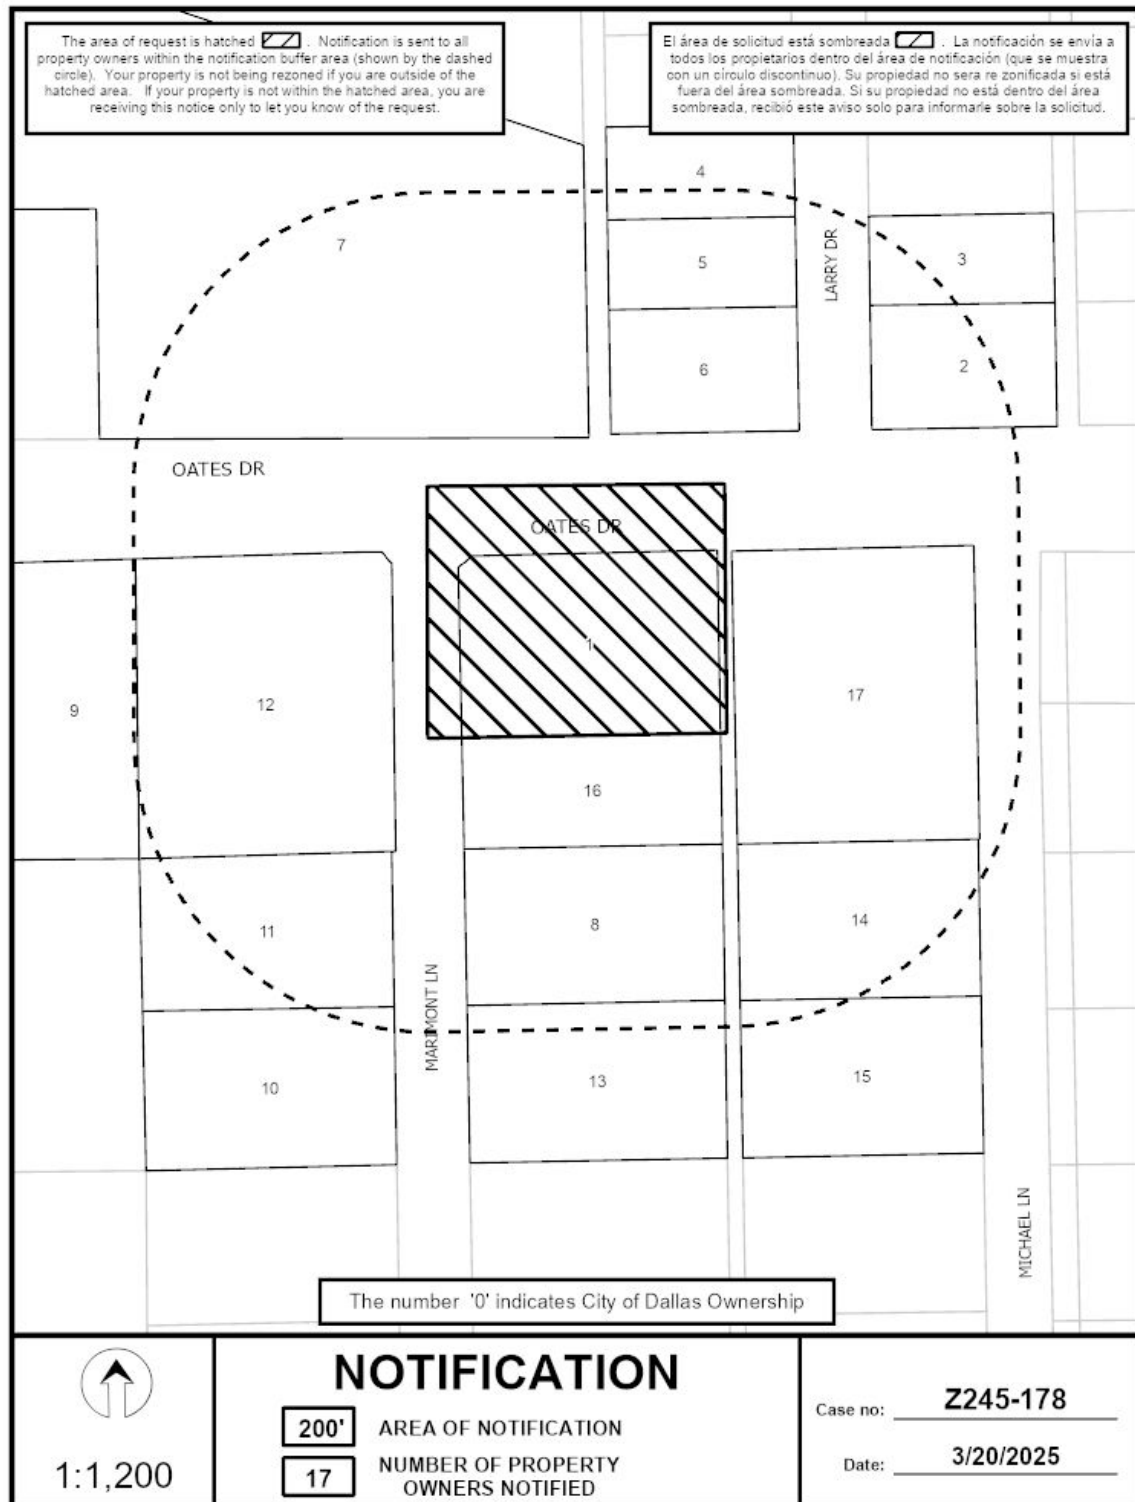 The area of request is hatched . Notification is sent to all
property owners within the notification buffer area (shown by the dashed
circle). Your property is not being rezoned if you are outside of the
hatched area. If your property is not within the hatched area, you are
receiving this notice only to let you know of the request.
El área de solicitud está sombreada . La notificación se envía a
todos los propietarios dentro del área de notificación (que se muestra
con un círculo discontinuo). Su propiedad no sera re zonificada si está
fuera del área sombreada. Si su propiedad no está dentro del área
sombreada, recibió este aviso solo para informarle sobre la solicitud.
4
7
5
LARRY DR
3
6
2
OATES DR
OATES DR
1
9
12
17
16
11
8
14
MARIMONT LN
10
13
15
MICHAEL LN
The number '0' indicates City of Dallas Ownership
1:1,200
NOTIFICATION
200' AREA OF NOTIFICATION
17 NUMBER OF PROPERTY
OWNERS NOTIFIED
Case no: Z245-178
Date: 3/20/2025